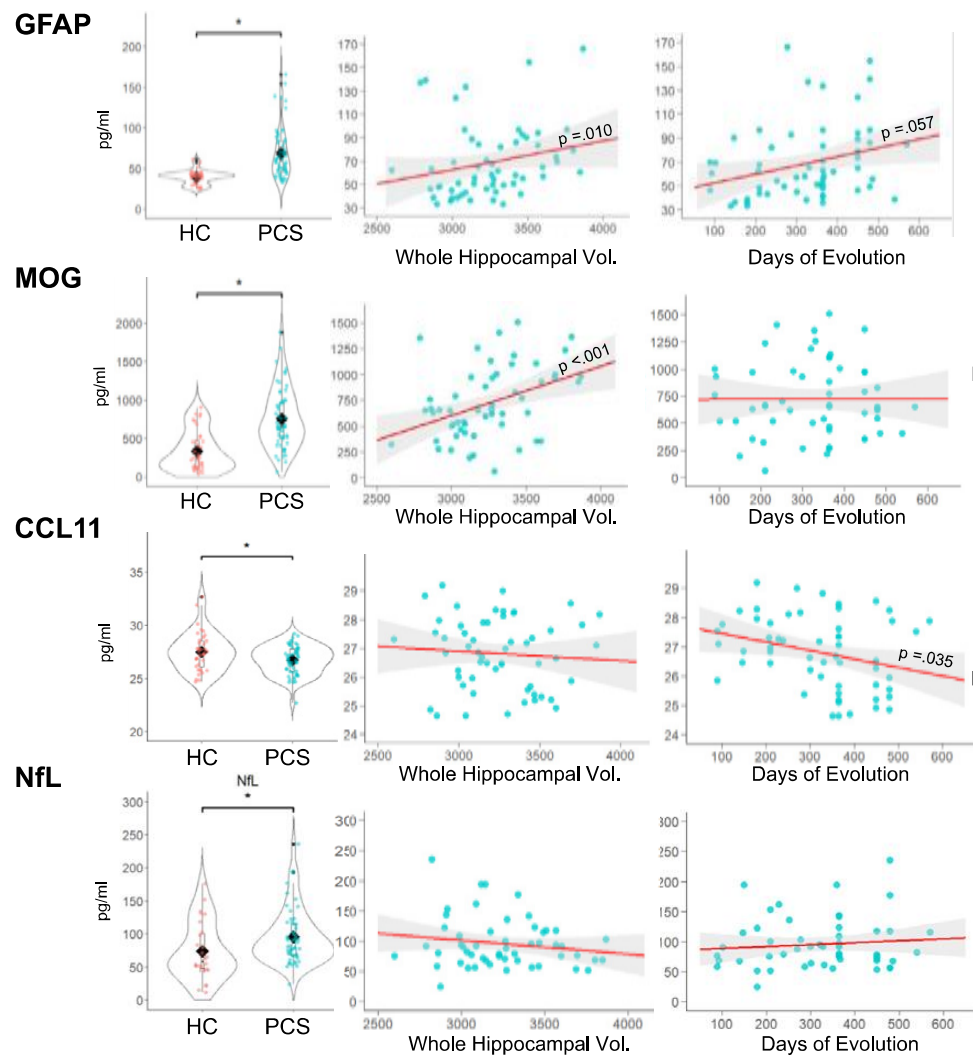 GFAP
*
200
150
100
50
0
pg/ml
HC PCS
170
150
130
110
90
70
50
30
p =.010
2500 3000 3500 4000
Whole Hippocampal Vol.
170
150
130
110
90
70
50
30
p =.057
100 200 300 400 500 600
Days of Evolution
MOG
*
2000
1500
1000
500
0
pg/ml
HC PCS
1500
1250
1000
750
500
250
0
p <.001
2500 3000 3500 4000
Whole Hippocampal Vol.
1500
1250
1000
750
500
250
0
100 200 300 400 500 600
Days of Evolution
CCL11
*
35
30
25
20
pg/ml
HC PCS
29
28
27
26
25
24
2500 3000 3500 4000
Whole Hippocampal Vol.
29
28
27
26
25
24
p =.035
100 200 300 400 500 600
Days of Evolution
NfL
NfL
*
300
250
200
150
100
50
0
pg/ml
HC PCS
300
250
200
150
100
50
0
2500 3000 3500 4000
Whole Hippocampal Vol.
300
250
200
150
100
50
0
100 200 300 400 500 600
Days of Evolution